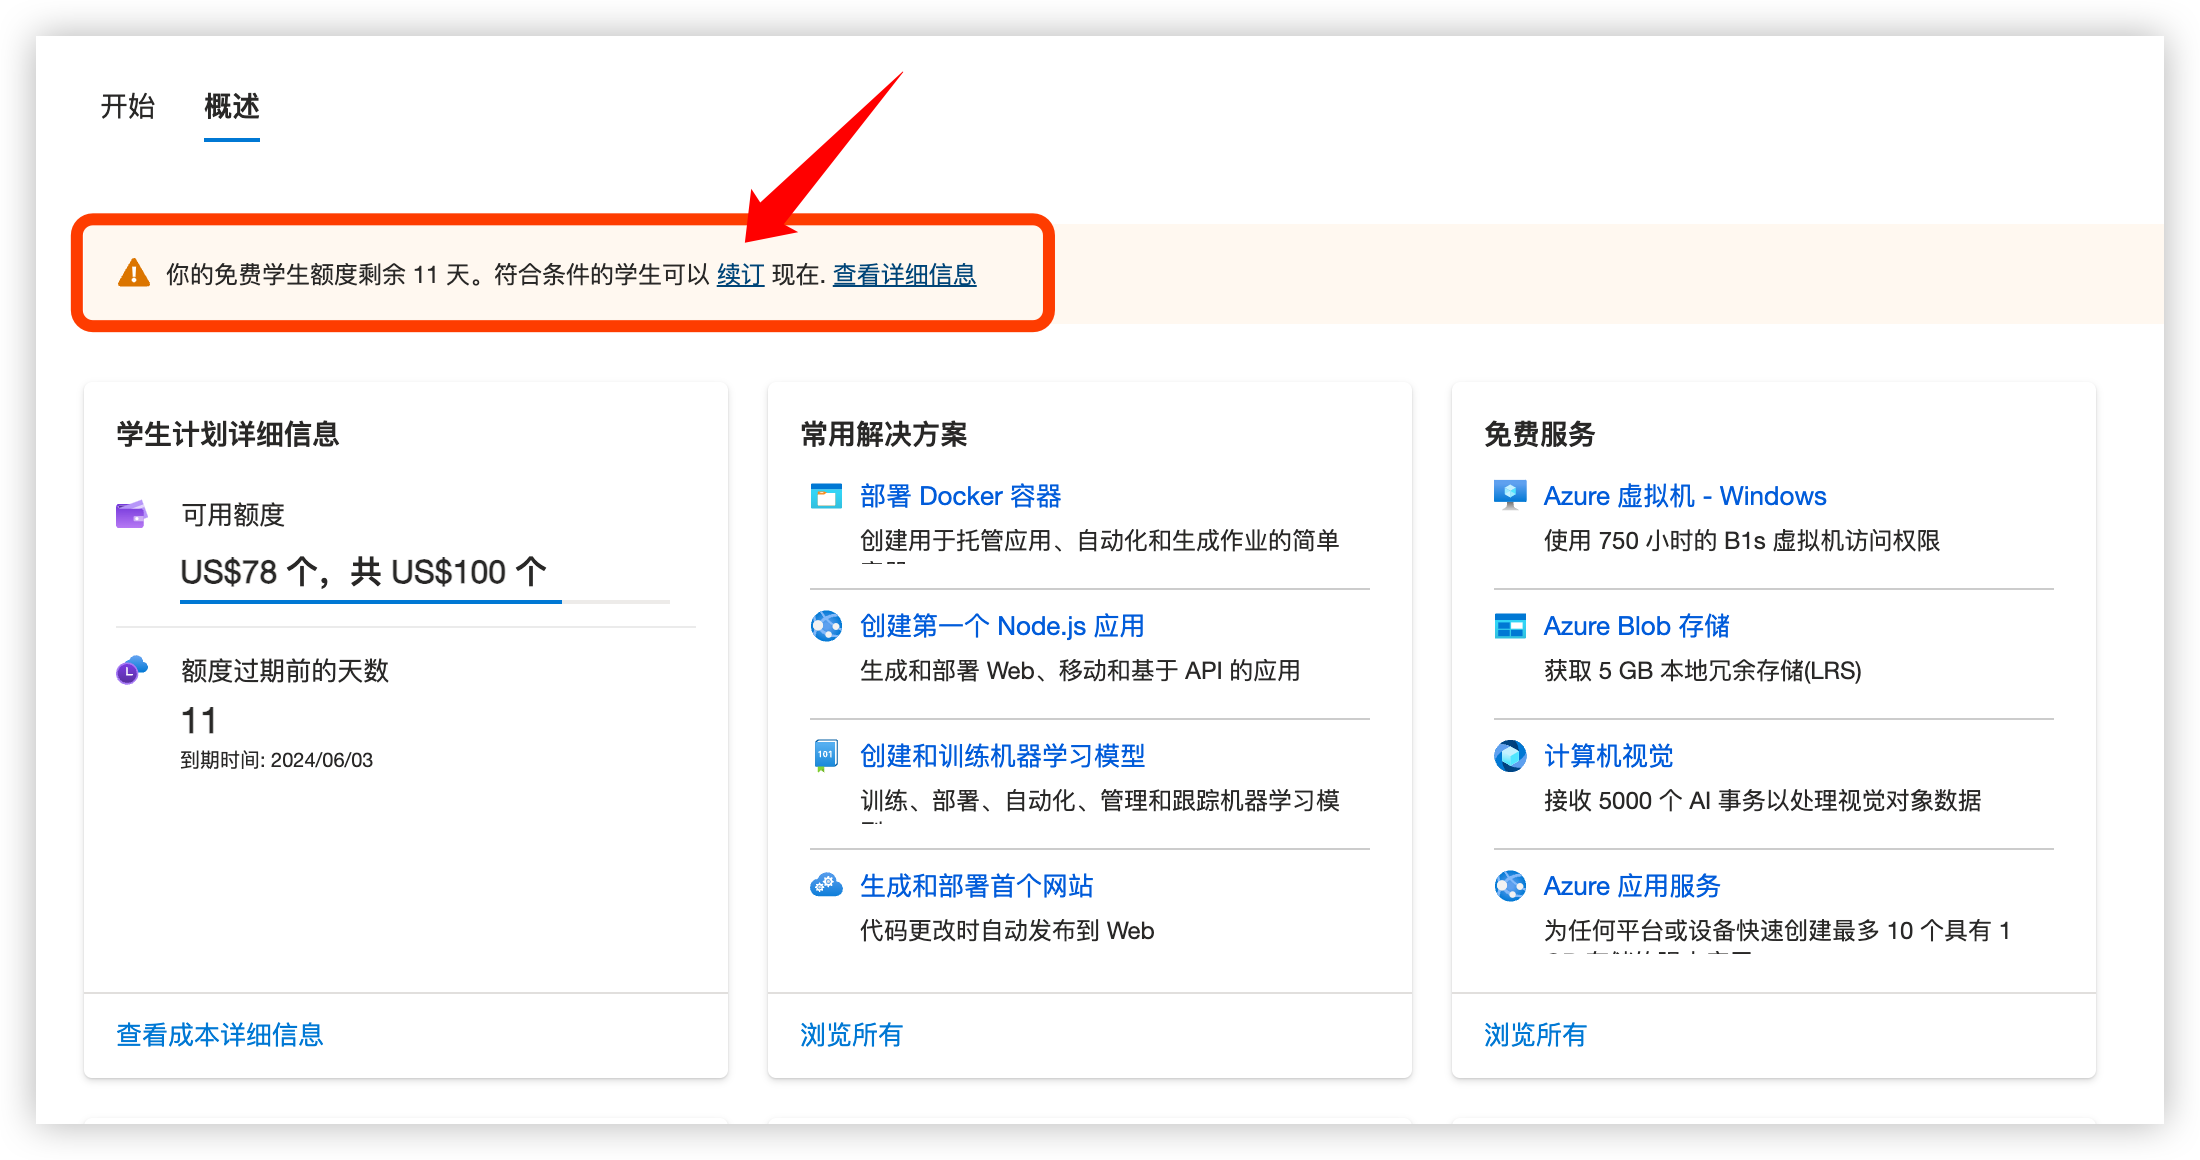 开始
概述
你的免费学生额度剩余 11 天。符合条件的学生可以 续订 现在. 查看详细信息
学生计划详细信息
可用额度
US$78 个，共 US$100 个
额度过期前的天数
11
到期时间: 2024/06/03
查看成本详细信息
常用解决方案
部署 Docker 容器
创建用于托管应用、自动化和生成作业的简单
创建第一个 Node.js 应用
生成和部署 Web、移动和基于 API 的应用
101
创建和训练机器学习模型
训练、部署、自动化、管理和跟踪机器学习模
生成和部署首个网站
代码更改时自动发布到 Web
浏览所有
免费服务
Azure 虚拟机 - Windows
使用 750 小时的 B1s 虚拟机访问权限
Azure Blob 存储
获取 5 GB 本地冗余存储(LRS)
计算机视觉
接收 5000 个 AI 事务以处理视觉对象数据
Azure 应用服务
为任何平台或设备快速创建最多 10 个具有 1
浏览所有